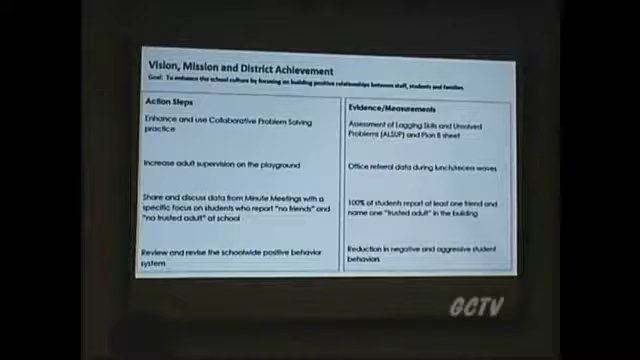 Vision, Mission and District Achievement
Goal: To enhance the school culture by focusing on building positive relationships between staff, students and families.
Action Steps
Enhance and use Collaborative Problem Solving
practice
Increase adult supervision on the playground
Share and discuss data from Minute Meetings with a
specific focus on students who report "no friends" and
"no trusted adult" at school
Review and revise the schoolwide positive behavior
system
Evidence/Measurements
Assessment of Lagging Skills and Unsolved
Problems (ALSUP) and Plan B sheet
Office referral data during lunch/recess waves
100% of students report at least one friend and
name one "trusted adult" in the building
Reduction in negative and aggressive student
behaviors
GCTV